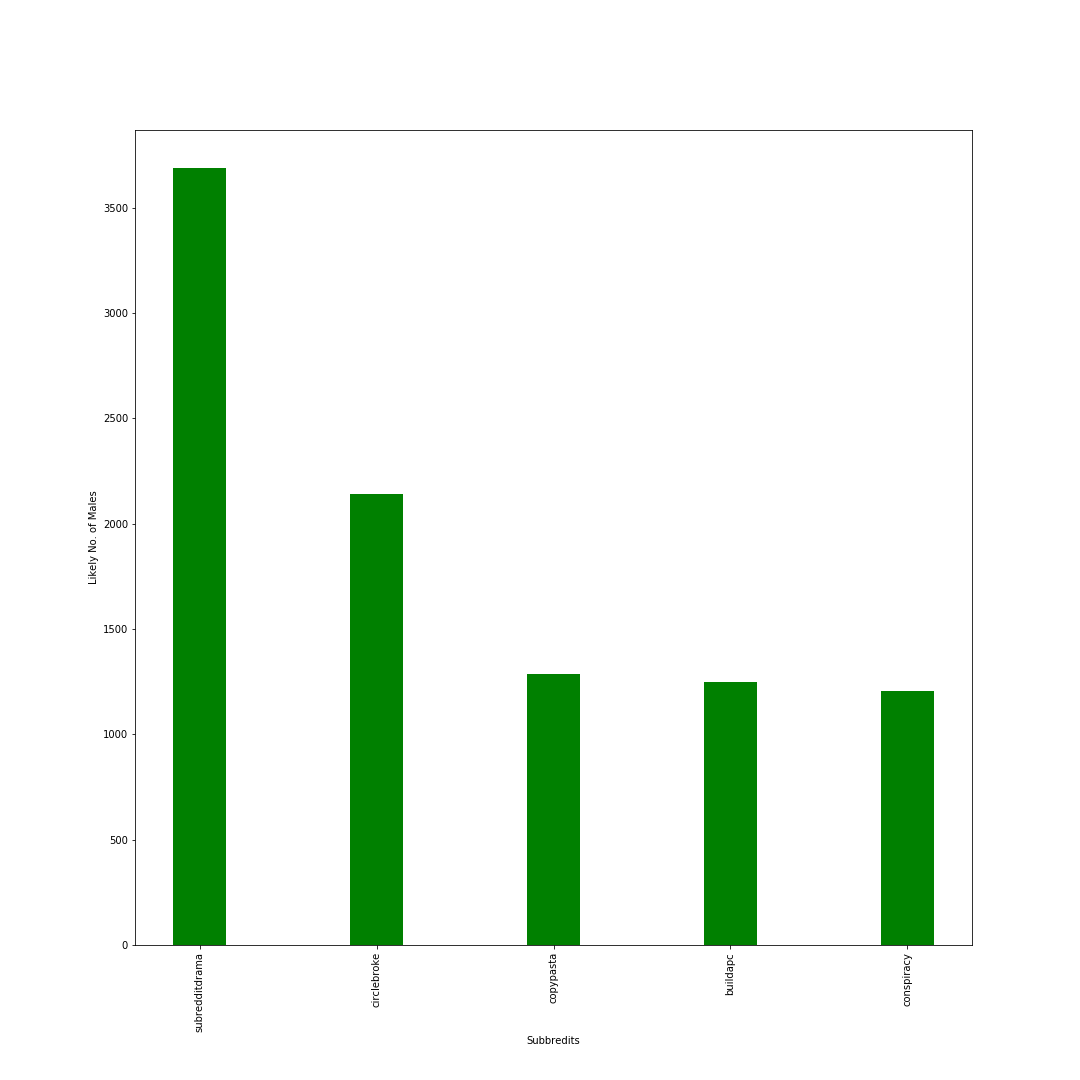 3500
3000
2500
2000
1500
1000
500
0
Likely No. of Males
subredditdrama
circlebroke
copypasta
buildapc
conspiracy
Subbredits